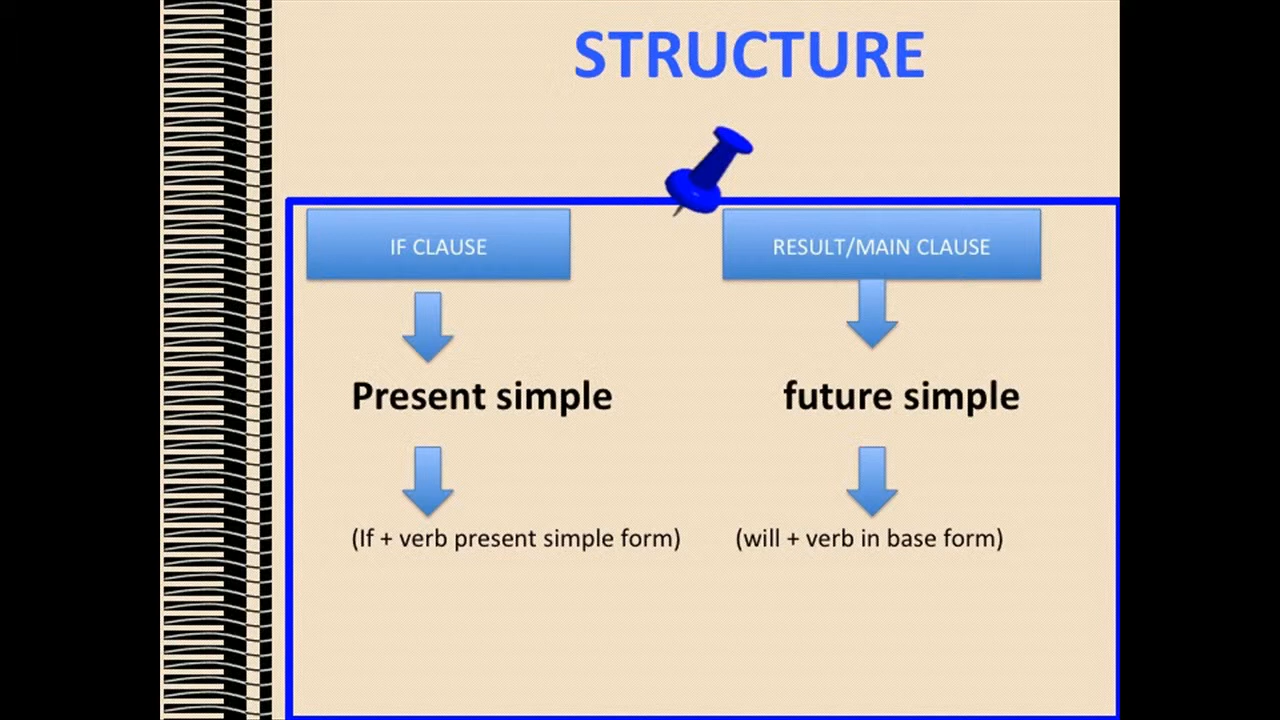 STRUCTURE
IF CLAUSE
RESULT/MAIN CLAUSE
Present simple
future simple
(If + verb present simple form)
(will + verb in base form)